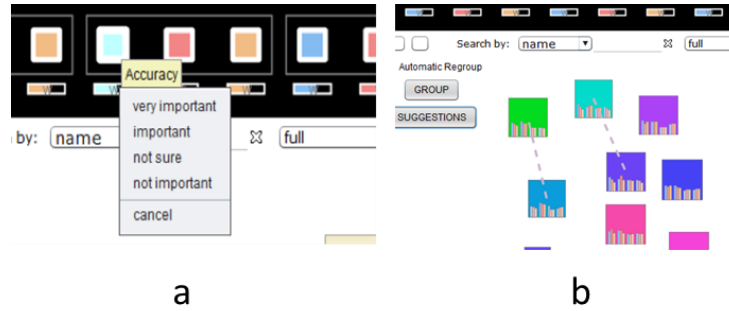 Accuracy
very important
important
not sure
not important
cancel
by: name full
a
Search by: name full
Automatic Regroup
GROUP
SUGGESTIONS
b